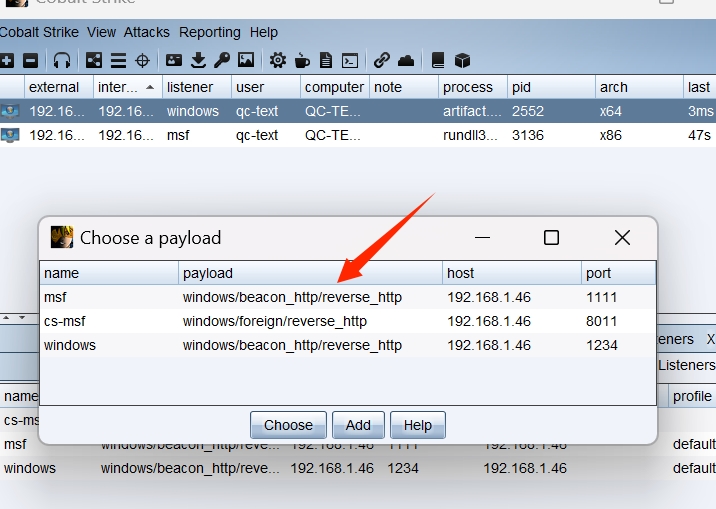 Cobalt Strike
Cobalt Strike View Attacks Reporting Help
external inter... listener user computer note process pid arch last
192.16... 192.16... windows qc-text QC-TE... artifact.... 2552 x64 3ms
192.16... 192.16... msf qc-text QC-TE... rundll3... 3136 x86 47s
Choose a payload
name payload host port
msf windows/beacon_http/reverse_http 192.168.1.46 1111
cs-msf windows/foreign/reverse_http 192.168.1.46 8011
windows windows/beacon_http/reverse_http 192.168.1.46 1234
Choose Add Help
eners X
Listeners
name profile
cs-ms
msf windows/beacon_http/reve... 192.168.1.46 1111 192.168.1.46 default
windows windows/beacon_http/reve... 192.168.1.46 1234 192.168.1.46 default